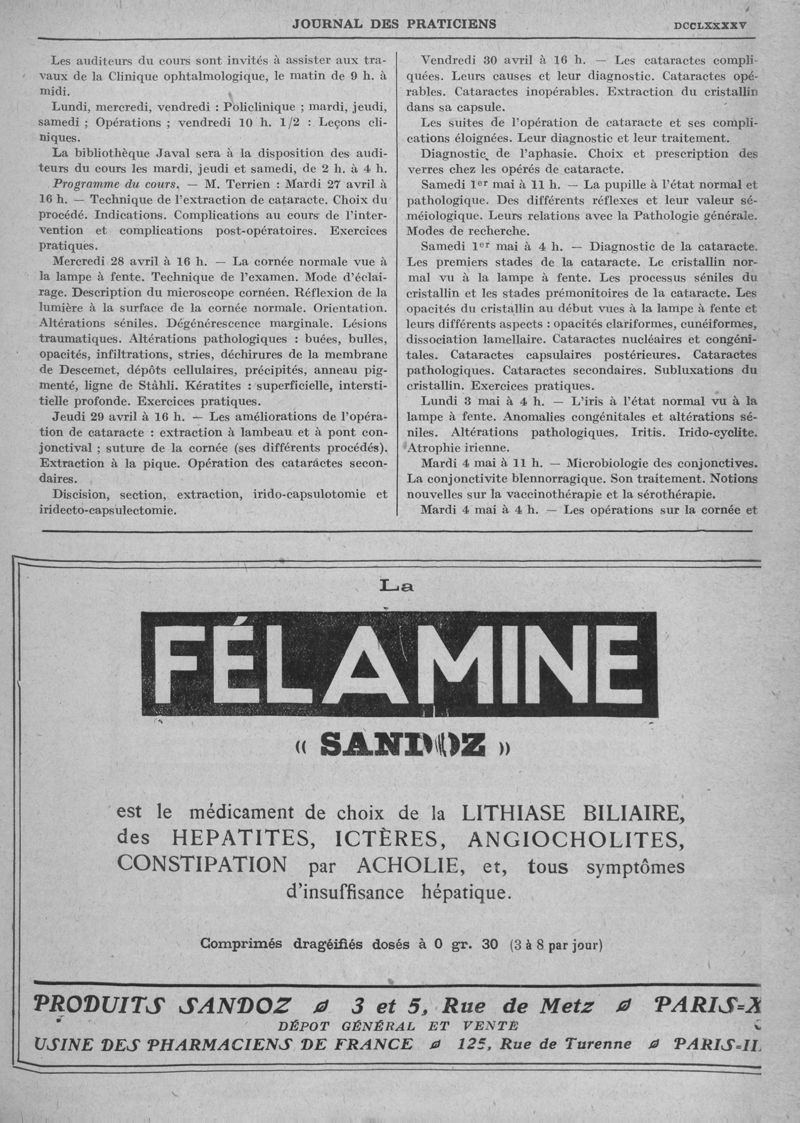 JOURNAL DES PRATICIENS
DCCLXXXXV
Les auditeurs du cours sont invités à assister aux tra-
vaux de la Clinique ophtalmologique, le matin de 9 h. à
midi.
Lundi, mercredi, vendredi : Policlinique ; mardi, jeudi,
samedi ; Opérations ; vendredi 10 h. 1/2 : Leçons cli-
niques.
La bibliothèque Javal sera à la disposition des audi-
teurs du cours les mardi, jeudi et samedi, de 2 h. à 4 h.
Programme du cours. — M. Terrien : Mardi 27 avril à
16 h. — Technique de l'extraction de cataracte. Choix du
procédé. Indications. Complications au cours de l'inter-
vention et complications post-opératoires. Exercices
pratiques.
Mercredi 28 avril à 16 h. — La cornée normale vue à
la lampe à fente. Technique de l'examen. Mode d'éclai-
rage. Description du microscope cornéen. Réflexion de la
lumière à la surface de la cornée normale. Orientation.
Altérations séniles. Dégénérescence marginale. Lésions
traumatiques. Altérations pathologiques : buées, bulles,
opacités, infiltrations, stries, déchirures de la membrane
de Descemet, dépôts cellulaires, précipités, anneau pig-
menté, ligne de Stâhli. Kératites : superficielle, intersti-
tielle profonde. Exercices pratiques.
Jeudi 29 avril à 16 h. — Les améliorations de l'opéra-
tion de cataracte : extraction à lambeau et à pont con-
jonctival ; suture de la cornée (ses différents procédés).
Extraction à la pique. Opération des cataractes secon-
daires.
Discision, section, extraction, irido-capsulotomie et
iridecto-capsulectomie.
Vendredi 30 avril à 16 h. — Les cataractes compli-
quées. Leurs causes et leur diagnostic. Cataractes opé-
rables. Cataractes inopérables. Extraction du cristallin
dans sa capsule.
Les suites de l'opération de cataracte et ses compli-
cations éloignées. Leur diagnostic et leur traitement.
Diagnostic de l'aphasie. Choix et prescription des
verres chez les opérés de cataracte.
Samedi 1er mai à 11 h. — La pupille à l'état normal et
pathologique. Des différents réflexes et leur valeur sé-
méiologique. Leurs relations avec la Pathologie générale.
Modes de recherche.
Samedi 1er mai à 4 h. — Diagnostic de la cataracte.
Les premiers stades de la cataracte. Le cristallin nor-
mal vu à la lampe à fente. Les processus séniles du
cristallin et les stades prémonitoires de la cataracte. Les
opacités du cristallin au début vues à la lampe à fente et
leurs différents aspects : opacités clariformes, cunéiformes,
dissociation lamellaire. Cataractes nucléaires et congéni-
tales. Cataractes capsulaires postérieures. Cataractes
pathologiques. Cataractes secondaires. Subluxations du
cristallin. Exercices pratiques.
Lundi 3 mai à 4 h. — L'iris à l'état normal vu à la
lampe à fente. Anomalies congénitales et altérations sé-
niles. Altérations pathologiques. Iritis. Irido-cyclite.
Atrophie irienne.
Mardi 4 mai à 11 h. — Microbiologie des conjonctives.
La conjonctivite blennorragique. Son traitement. Notions
nouvelles sur la vaccinothérapie et la sérothérapie.
Mardi 4 mai à 4 h. — Les opérations sur la cornée et
La
FÉLAMINE
« SANDOZ »
est le médicament de choix de la LITHIASE BILIAIRE,
des HEPATITES, ICTÈRES, ANGIOCHOLITES,
CONSTIPATION par ACHOLIE, et, tous symptômes
d'insuffisance hépatique.
Comprimés dragéifiés dosés à 0 gr. 30 (3 à 8 par jour)
PRODUITS SANDOZ 3 et 5, Rue de Metz PARIS-X
DÉPOT GÉNÉRAL ET VENTE
USINE DES PHARMACIENS DE FRANCE 125, Rue de Turenne PARIS-II